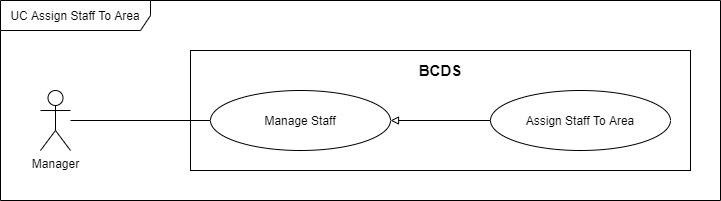 UC Assign Staff To Area
BCDS
Manage Staff
Assign Staff To Area
Manager